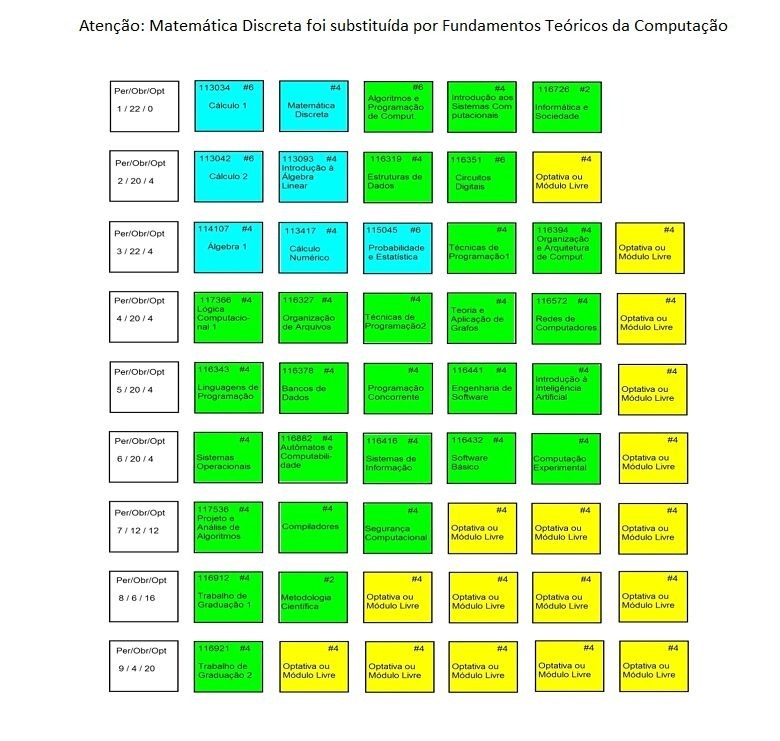 Atenção: Matemática Discreta foi substituída por Fundamentos Teóricos da Computação
Per/Obr/Opt
1 / 22 / 0
113034 #6
Cálculo 1
#4
Matemática
Discreta
#6
Algoritmos e
Programação
de Comput.
#4
Introdução aos
Sistemas Com
putacionais
116726 #2
Informática e
Sociedade
Per/Obr/Opt
2 / 20 / 4
113042 #6
Cálculo 2
113093 #4
Introdução à
Álgebra
Linear
116319 #4
Estruturas de
Dados
116351 #6
Circuitos
Digitais
#4
Optativa ou
Módulo Livre
Per/Obr/Opt
3 / 22 / 4
114107 #4
Álgebra 1
113417 #4
Cálculo
Numérico
115045 #6
Probabilidade
e Estatística
#4
Técnicas de
Programação1
116394 #4
Organização
e Arquitetura
de Comput
#4
Optativa ou
Módulo Livre
Per/Obr/Opt
4 / 20 / 4
117366 #4
Lógica
Computacio-
nal 1
116327 #4
Organização
de Arquivos
#4
Técnicas de
Programação2
#4
Teoria e
Aplicação de
Grafos
116572 #4
Redes de
Computadores
#4
Optativa ou
Módulo Livre
Per/Obr/Opt
5 / 20 / 4
116343 #4
Linguagens de
Programação
116378 #4
Bancos de
Dados
#4
Programação
Concorrente
116441 #4
Engenharia de
Software
#4
Introdução à
Inteligência
Artificial
#4
Optativa ou
Módulo Livre
Per/Obr/Opt
6 / 20 / 4
#4
Sistemas
Operacionais
116882 #4
Autômatos e
Computabili-
dade
116416 #4
Sistemas de
Informação
116432 #4
Software
Básico
#4
Computação
Experimental
#4
Optativa ou
Módulo Livre
Per/Obr/Opt
7 / 12 / 12
117536 #4
Projeto e
Análise de
Algoritmos
#4
Compiladores
#4
Segurança
Computacional
#4
Optativa ou
Módulo Livre
#4
Optativa ou
Módulo Livre
#4
Optativa ou
Módulo Livre
Per/Obr/Opt
8 / 6 / 16
116912 #4
Trabalho de
Graduação 1
#2
Metodologia
Científica
#4
Optativa ou
Módulo Livre
#4
Optativa ou
Módulo Livre
#4
Optativa ou
Módulo Livre
#4
Optativa ou
Módulo Livre
Per/Obr/Opt
9 / 4 / 20
116921 #4
Trabalho de
Graduação 2
#4
Optativa ou
Módulo Livre
#4
Optativa ou
Módulo Livre
#4
Optativa ou
Módulo Livre
#4
Optativa ou
Módulo Livre
#4
Optativa ou
Módulo Livre